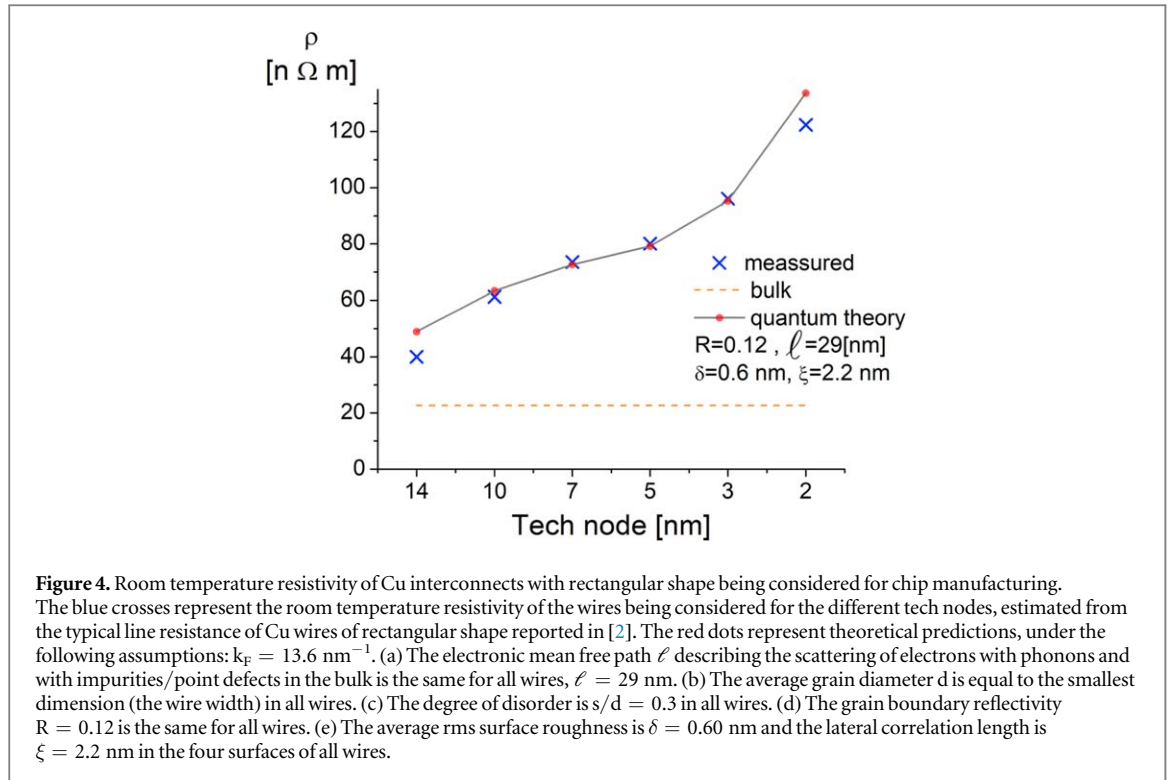 ρ
[n Ω m]
120
100
80
60
40
20
0
14 10 7 5 3 2
Tech node [nm]
meassured
bulk
quantum theory
R=0.12 , ℓ=29[nm]
δ=0.6 nm, ξ=2.2 nm
Figure 4. Room temperature resistivity of Cu interconnects with rectangular shape being considered for chip manufacturing.
The blue crosses represent the room temperature resistivity of the wires being considered for the different tech nodes, estimated from
the typical line resistance of Cu wires of rectangular shape reported in [2]. The red dots represent theoretical predictions, under the
following assumptions: k_F = 13.6 nm⁻¹. (a) The electronic mean free path ℓ describing the scattering of electrons with phonons and
with impurities/point defects in the bulk is the same for all wires, ℓ = 29 nm. (b) The average grain diameter d is equal to the smallest
dimension (the wire width) in all wires. (c) The degree of disorder is s/d = 0.3 in all wires. (d) The grain boundary reflectivity
R = 0.12 is the same for all wires. (e) The average rms surface roughness is δ = 0.60 nm and the lateral correlation length is
ξ = 2.2 nm in the four surfaces of all wires.